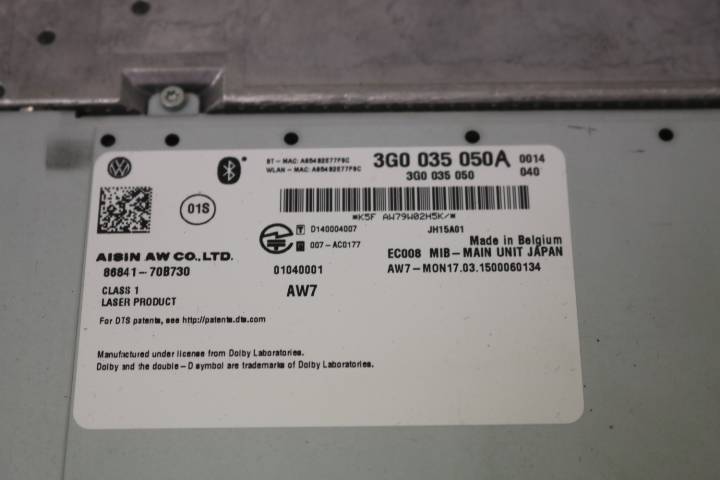 BT-MAC: A85482E77F9C
WLAN-MAC: A85482E77F9C
3G0 035 050A 0014
3G0 035 050 040
01S
*K5F AW79W02H5K/*
T D140004007
JH15A01
R 007-AC0177
Made in Belgium
AISIN AW CO., LTD.
EC008 MIB-MAIN UNIT JAPAN
86841-70B730
01040001
AW7-MON17.03.1500060134
CLASS 1
LASER PRODUCT
AW7
For DTS patents, see http://patents.dts.com
Manufactured under license from Dolby Laboratories.
Dolby and the double-D symbol are trademarks of Dolby Laboratories.